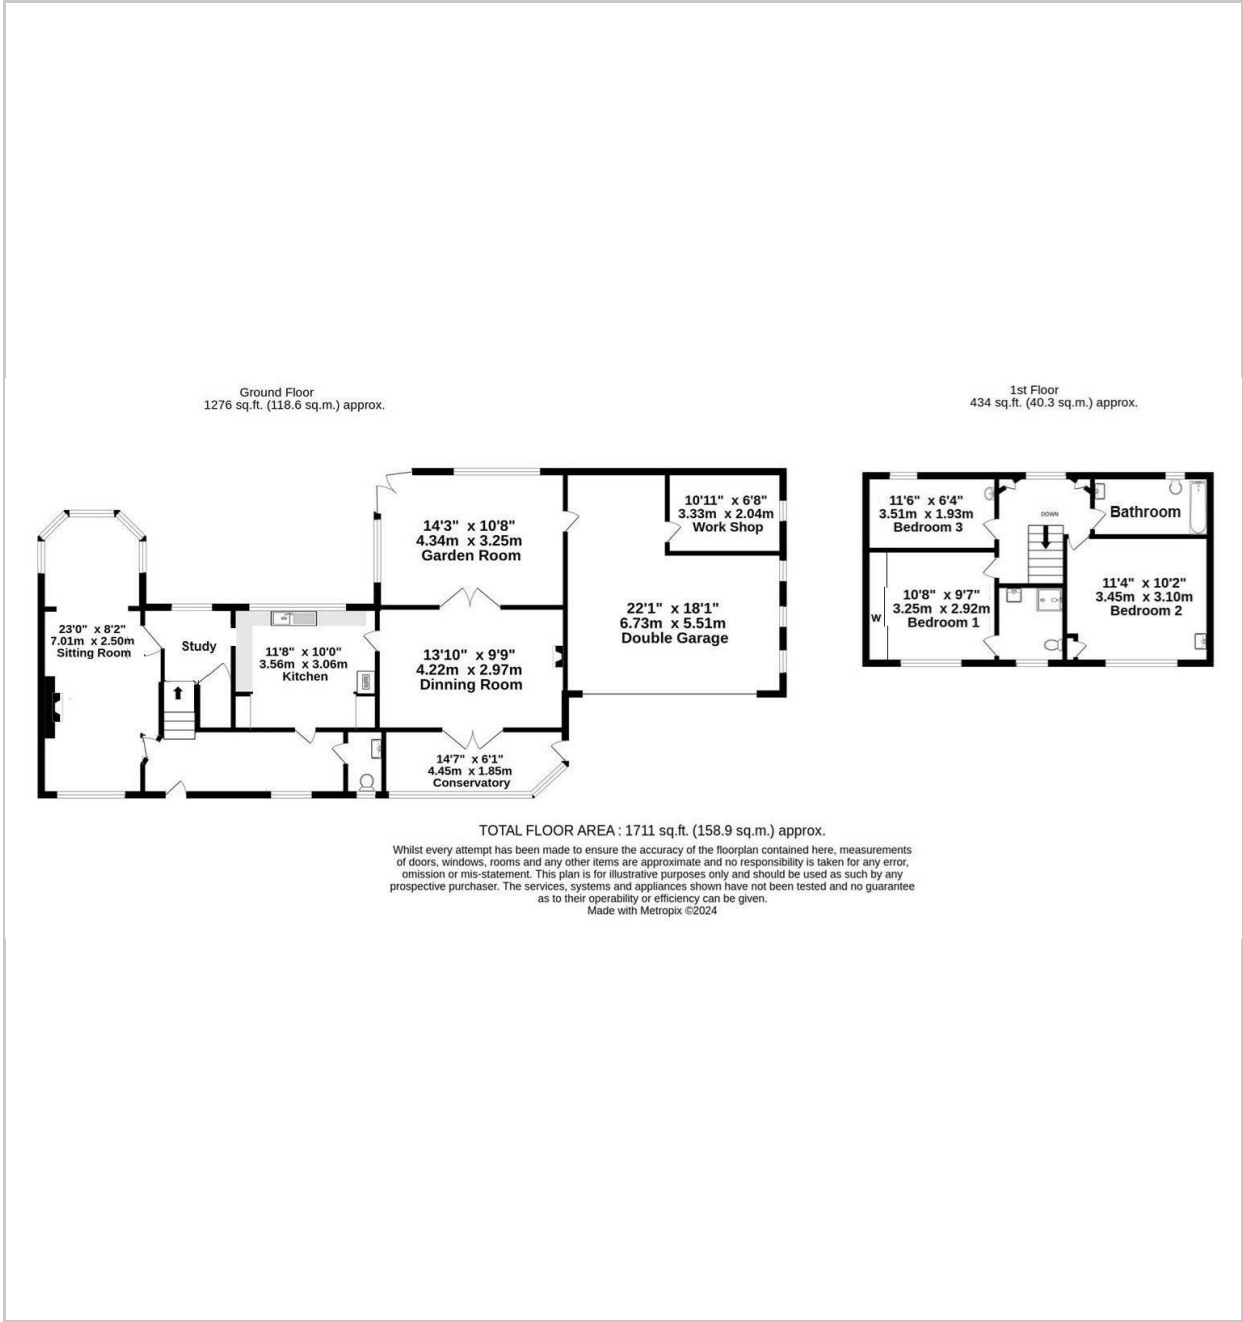 Ground Floor
1276 sq.ft. (118.6 sq.m.) approx.
1st Floor
434 sq.ft. (40.3 sq.m.) approx.
14'3" x 10'8"
4.34m x 3.25m
Garden Room
10'11" x 6'8"
3.33m x 2.04m
Work Shop
22'1" x 18'1"
6.73m x 5.51m
Double Garage
23'0" x 8'2"
7.01m x 2.50m
Sitting Room
Study
11'8" x 10'0"
3.56m x 3.06m
Kitchen
13'10" x 9'9"
4.22m x 2.97m
Dinning Room
14'7" x 6'1"
4.45m x 1.85m
Conservatory
11'6" x 6'4"
3.51m x 1.93m
Bedroom 3
DOWN
Bathroom
W
10'8" x 9'7"
3.25m x 2.92m
Bedroom 1
11'4" x 10'2"
3.45m x 3.10m
Bedroom 2
TOTAL FLOOR AREA : 1711 sq.ft. (158.9 sq.m.) approx.
Whilst every attempt has been made to ensure the accuracy of the floorplan contained here, measurements
of doors, windows, rooms and any other items are approximate and no responsibility is taken for any error,
omission or mis-statement. This plan is for illustrative purposes only and should be used as such by any
prospective purchaser. The services, systems and appliances shown have not been tested and no guarantee
as to their operability or efficiency can be given.
Made with Metropix ©2024